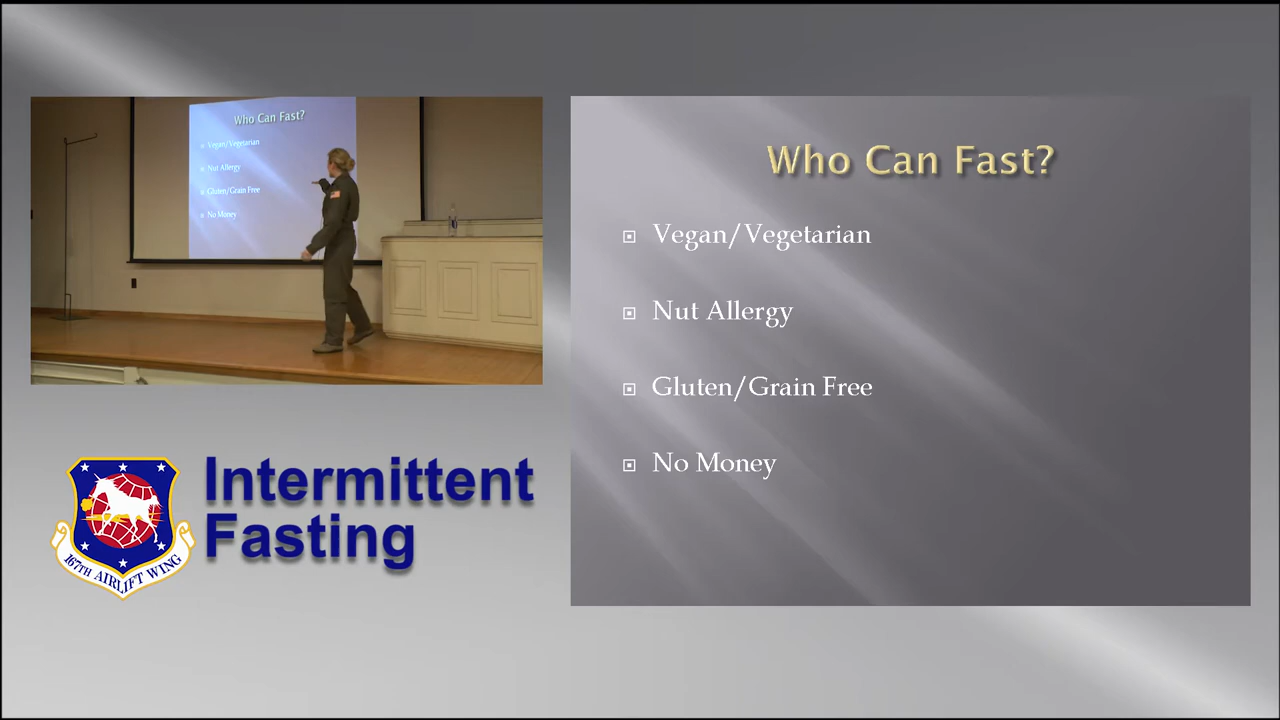 Who Can Fast?
Vegan/Vegetarian
Nut Allergy
Gluten/Grain Free
No Money
Intermittent
Fasting
167TH AIRLIFT WING
Who Can Fast?
Vegan/Vegetarian
Nut Allergy
Gluten/Grain Free
No Money